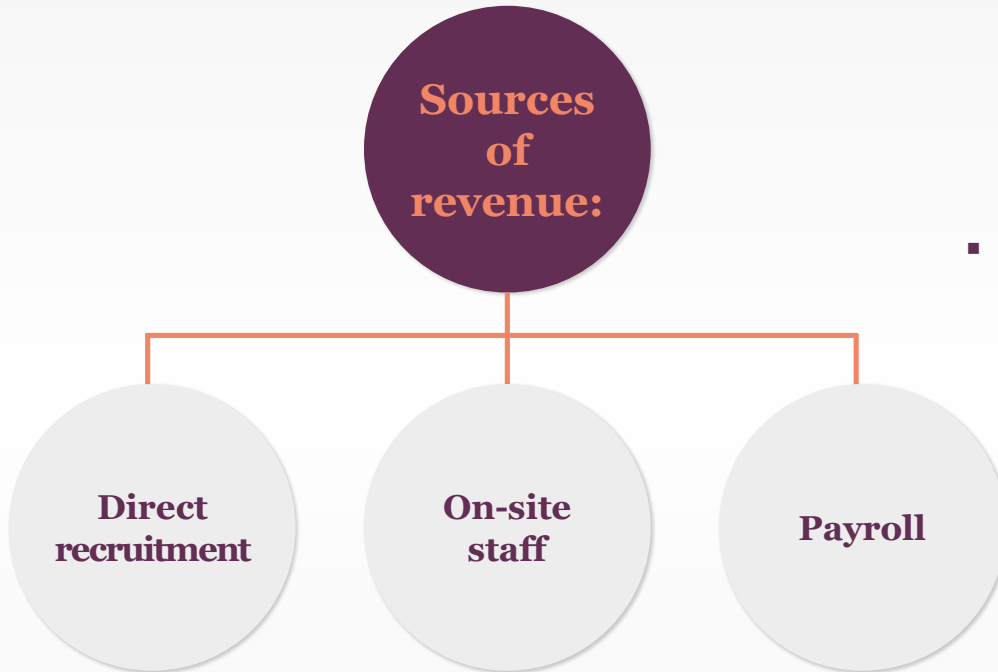 Sources
of
revenue:
Direct
recruitment
On-site
staff
Payroll